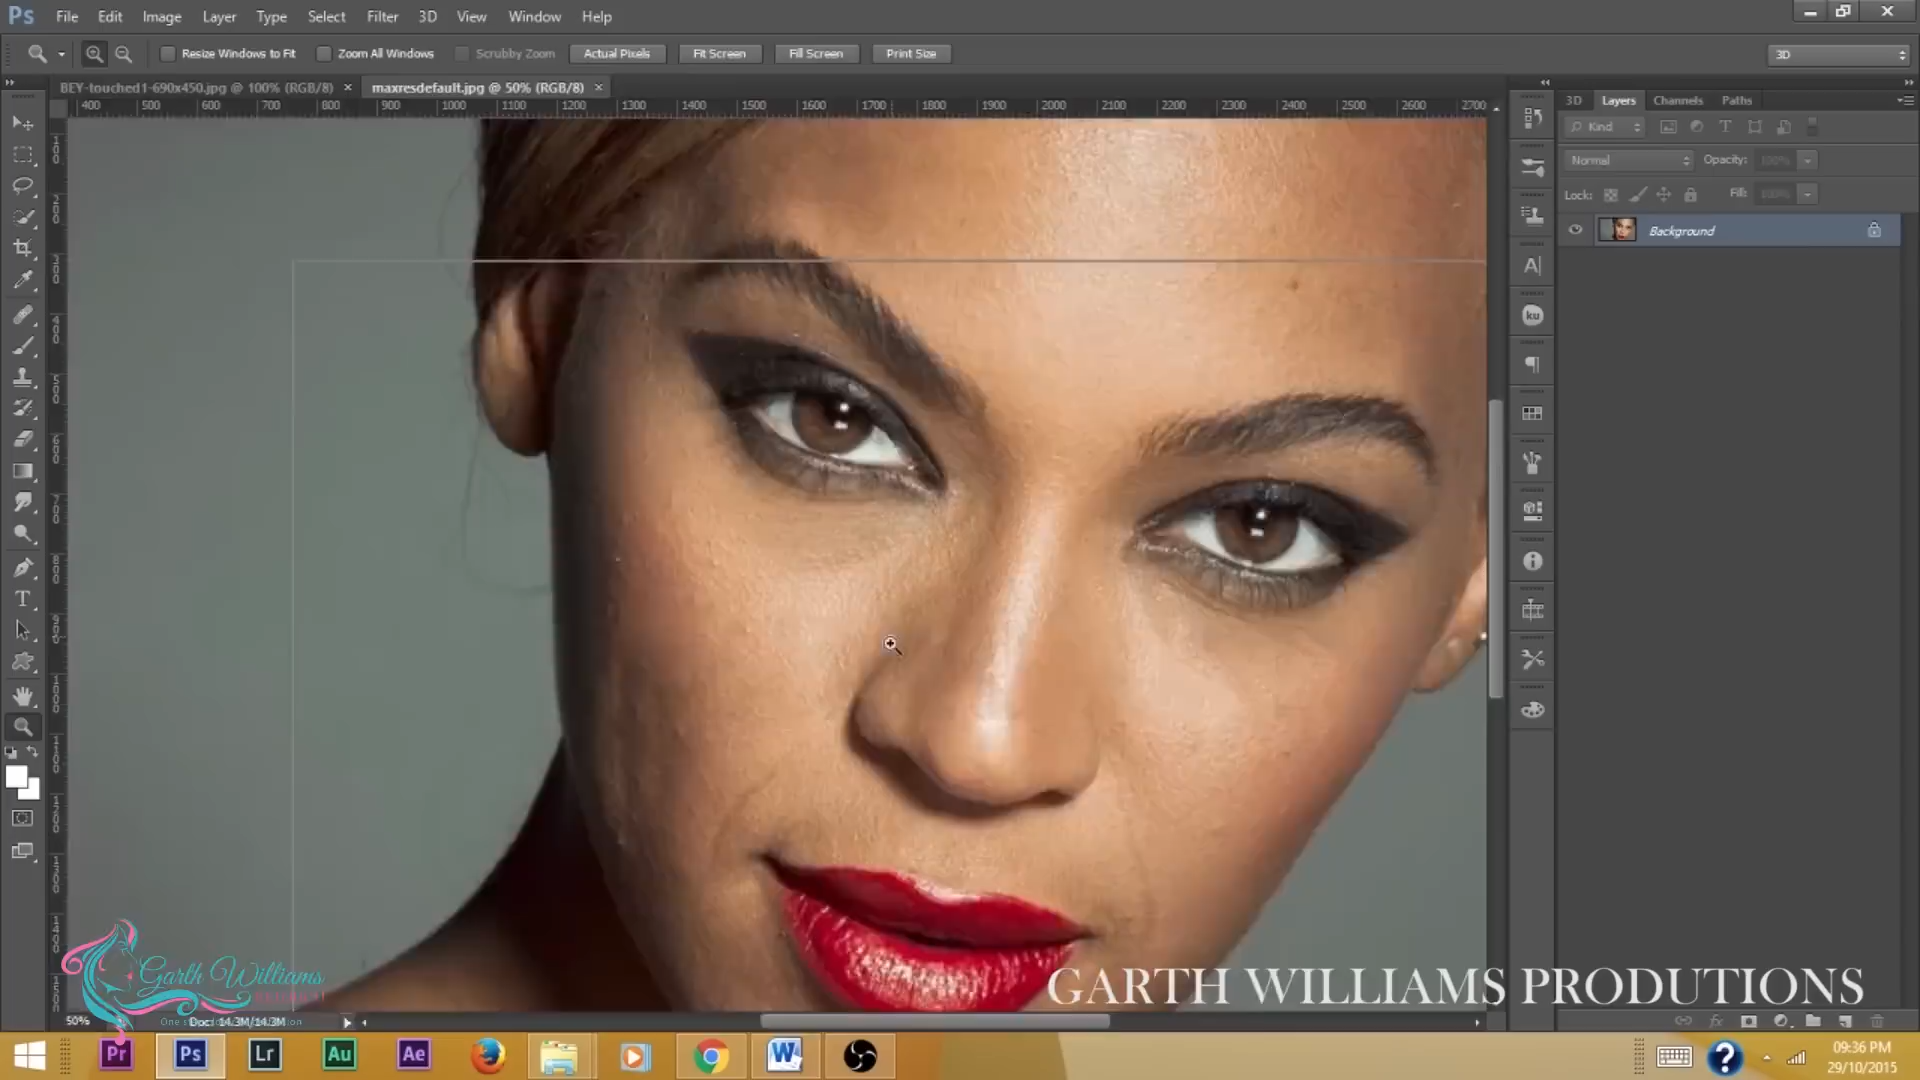 Ps File Edit Image Layer Type Select Filter 3D View Window Help
Resize Windows to Fit Zoom All Windows Scrubby Zoom Actual Pixels Fit Screen Fill Screen Print Size 3D
BEY-touched1-690x450.jpg @ 100% (RGB/8) × maxresdefault.jpg @ 50% (RGB/8) ×
400 500 600 700 800 900 1000 1100 1200 1300 1400 1500 1600 1700 1800 1900 2000 2100 2200 2300 2400 2500 2600 2700
3D Layers Channels Paths
Kind
Normal Opacity: 100%
Lock: Fill: 100%
Background
ku
Garth Williams
One s
GARTH WILLIAMS PRODUTIONS
50% Doc: 14.3M/14.3M
Pr Ps Lr Au Ae
09:36 PM
29/10/2015